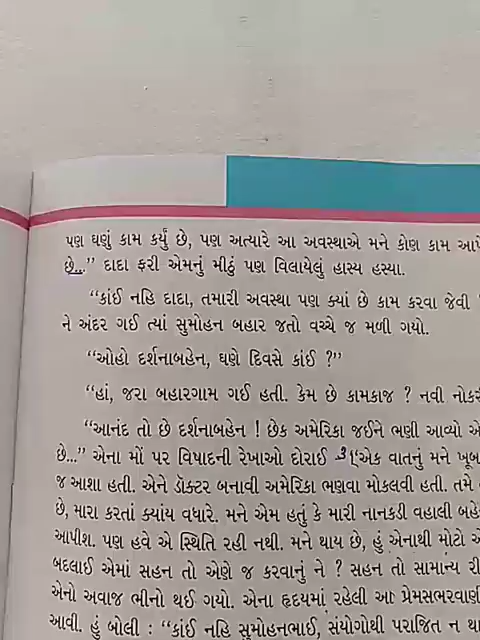 પણ ઘણું કામ કર્યું છે, પણ અત્યારે આ અવસ્થાએ મને કોણ કામ આપે
છે...” દાદા ફરી એમનું મીઠું પણ વિલાયેલું હાસ્ય હસ્યા.
“કાંઈ નહિ દાદા, તમારી અવસ્થા પણ ક્યાં છે કામ કરવા જેવી
ને અંદર ગઈ ત્યાં સુમોહન બહાર જતો વચ્ચે જ મળી ગયો.
“ઓહો દર્શનાબહેન, ઘણે દિવસે કાંઈ ?”
“હાં, જરા બહારગામ ગઈ હતી. કેમ છે કામકાજ ? નવી નોકરી
“આનંદ તો છે દર્શનાબહેન ! છેક અમેરિકા જઈને ભણી આવ્યો એ
છે...” એના મોં પર વિષાદની રેખાઓ દોરાઈ “એક વાતનું મને ખૂબ
જ આશા હતી. એને ડૉક્ટર બનાવી અમેરિકા ભણવા મોકલવી હતી. તમે
છે, મારા કરતાં ક્યાંય વધારે. મને એમ હતું કે મારી નાનકડી વહાલી બહે
આપીશ. પણ હવે એ સ્થિતિ રહી નથી. મને થાય છે, હું એનાથી મોટો એ
બદલાઈ એમાં સહન તો એણે જ કરવાનું ને ? સહન તો સામાન્ય રી
એનો અવાજ ભીનો થઈ ગયો. એના હૃદયમાં રહેલી આ પ્રેમસભરવાણી
આવી. હું બોલી : “કાંઈ નહિ સુમોહનભાઈ, સંયોગોથી પરાજિત ન થા